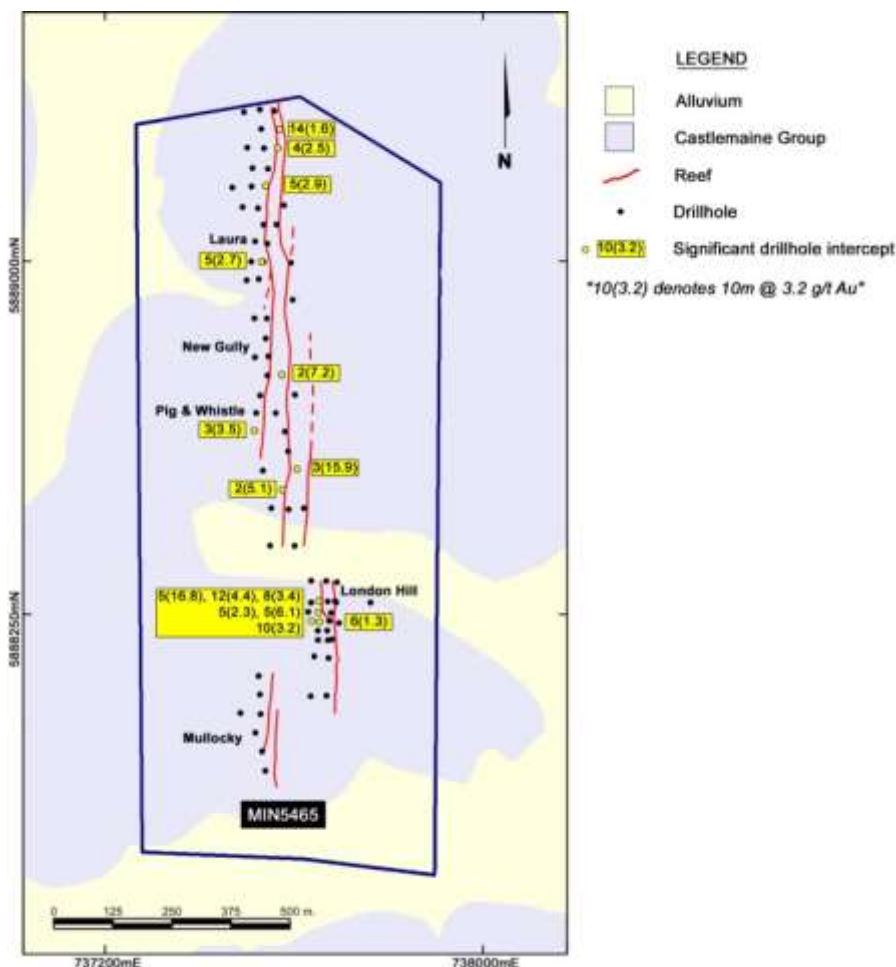 LEGEND
Alluvium
Castlemaine Group
Reef
Drillhole
10(3.2)
Significant drillhole intercept
"10(3.2) denotes 10m @ 3.2 g/t Au"
N
14(1.6)
4(2.5)
5(2.9)
Laura
5(2.7)
5889000mN
New Gully
2(7.2)
Pig & Whistle
3(3.5)
3(15.9)
2(5.1)
London Hill
5(16.8), 12(4.4), 8(3.4)
5(2.3), 5(6.1)
10(3.2)
6(1.3)
5888250mN
Mullocky
MIN5465
0 125 250 375 500 m.
737200mE
738000mE